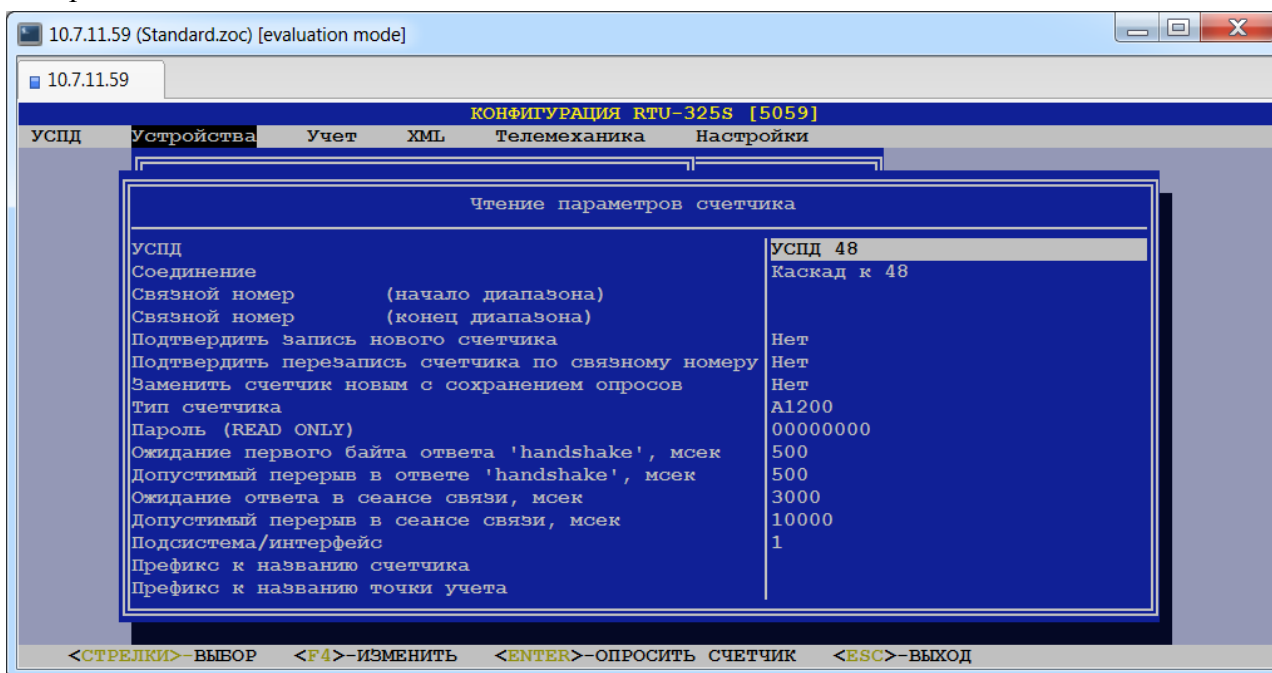 10.7.11.59 (Standard.zoc) [evaluation mode]
10.7.11.59
КОНФИГУРАЦИЯ RTU-325S [5059]
УСПД Устройства Учет XML Телемеханика Настройки
Чтение параметров счетчика
УСПД УСПД 48
Соединение Каскад к 48
Связной номер (начало диапазона)
Связной номер (конец диапазона)
Подтвердить запись нового счетчика Нет
Подтвердить перезапись счетчика по связному номеру Нет
Заменить счетчик новым с сохранением опросов Нет
Тип счетчика А1200
Пароль (READ ONLY) 00000000
Ожидание первого байта ответа 'handshake', мсек 500
Допустимый перерыв в ответе 'handshake', мсек 500
Ожидание ответа в сеансе связи, мсек 3000
Допустимый перерыв в сеансе связи, мсек 10000
Подсистема/интерфейс 1
Префикс к названию счетчика
Префикс к названию точки учета
<СТРЕЛКИ>-ВЫБОР <F4>-ИЗМЕНИТЬ <ENTER>-ОПРОСИТЬ СЧЕТЧИК <ESC>-ВЫХОД